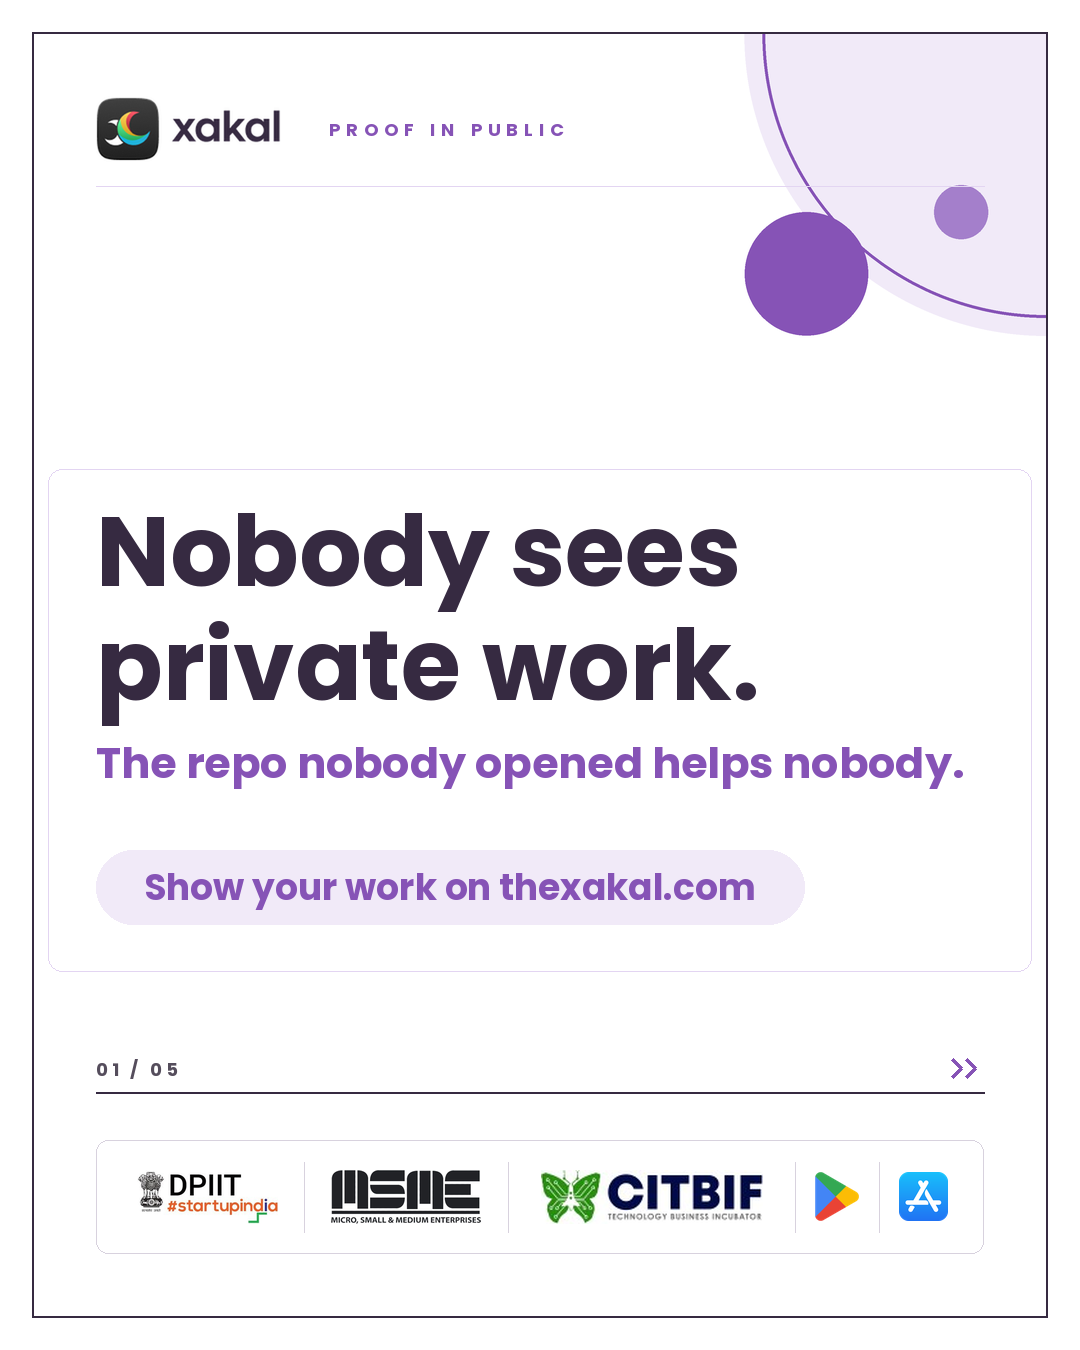 xakal
PROOF IN PUBLIC
Nobody sees
private work.
The repo nobody opened helps nobody.
Show your work on thexakal.com
01 / 05
DPIIT
#startupindia
MSME
MICRO, SMALL & MEDIUM ENTERPRISES
CITBIF
TECHNOLOGY BUSINESS INCUBATOR